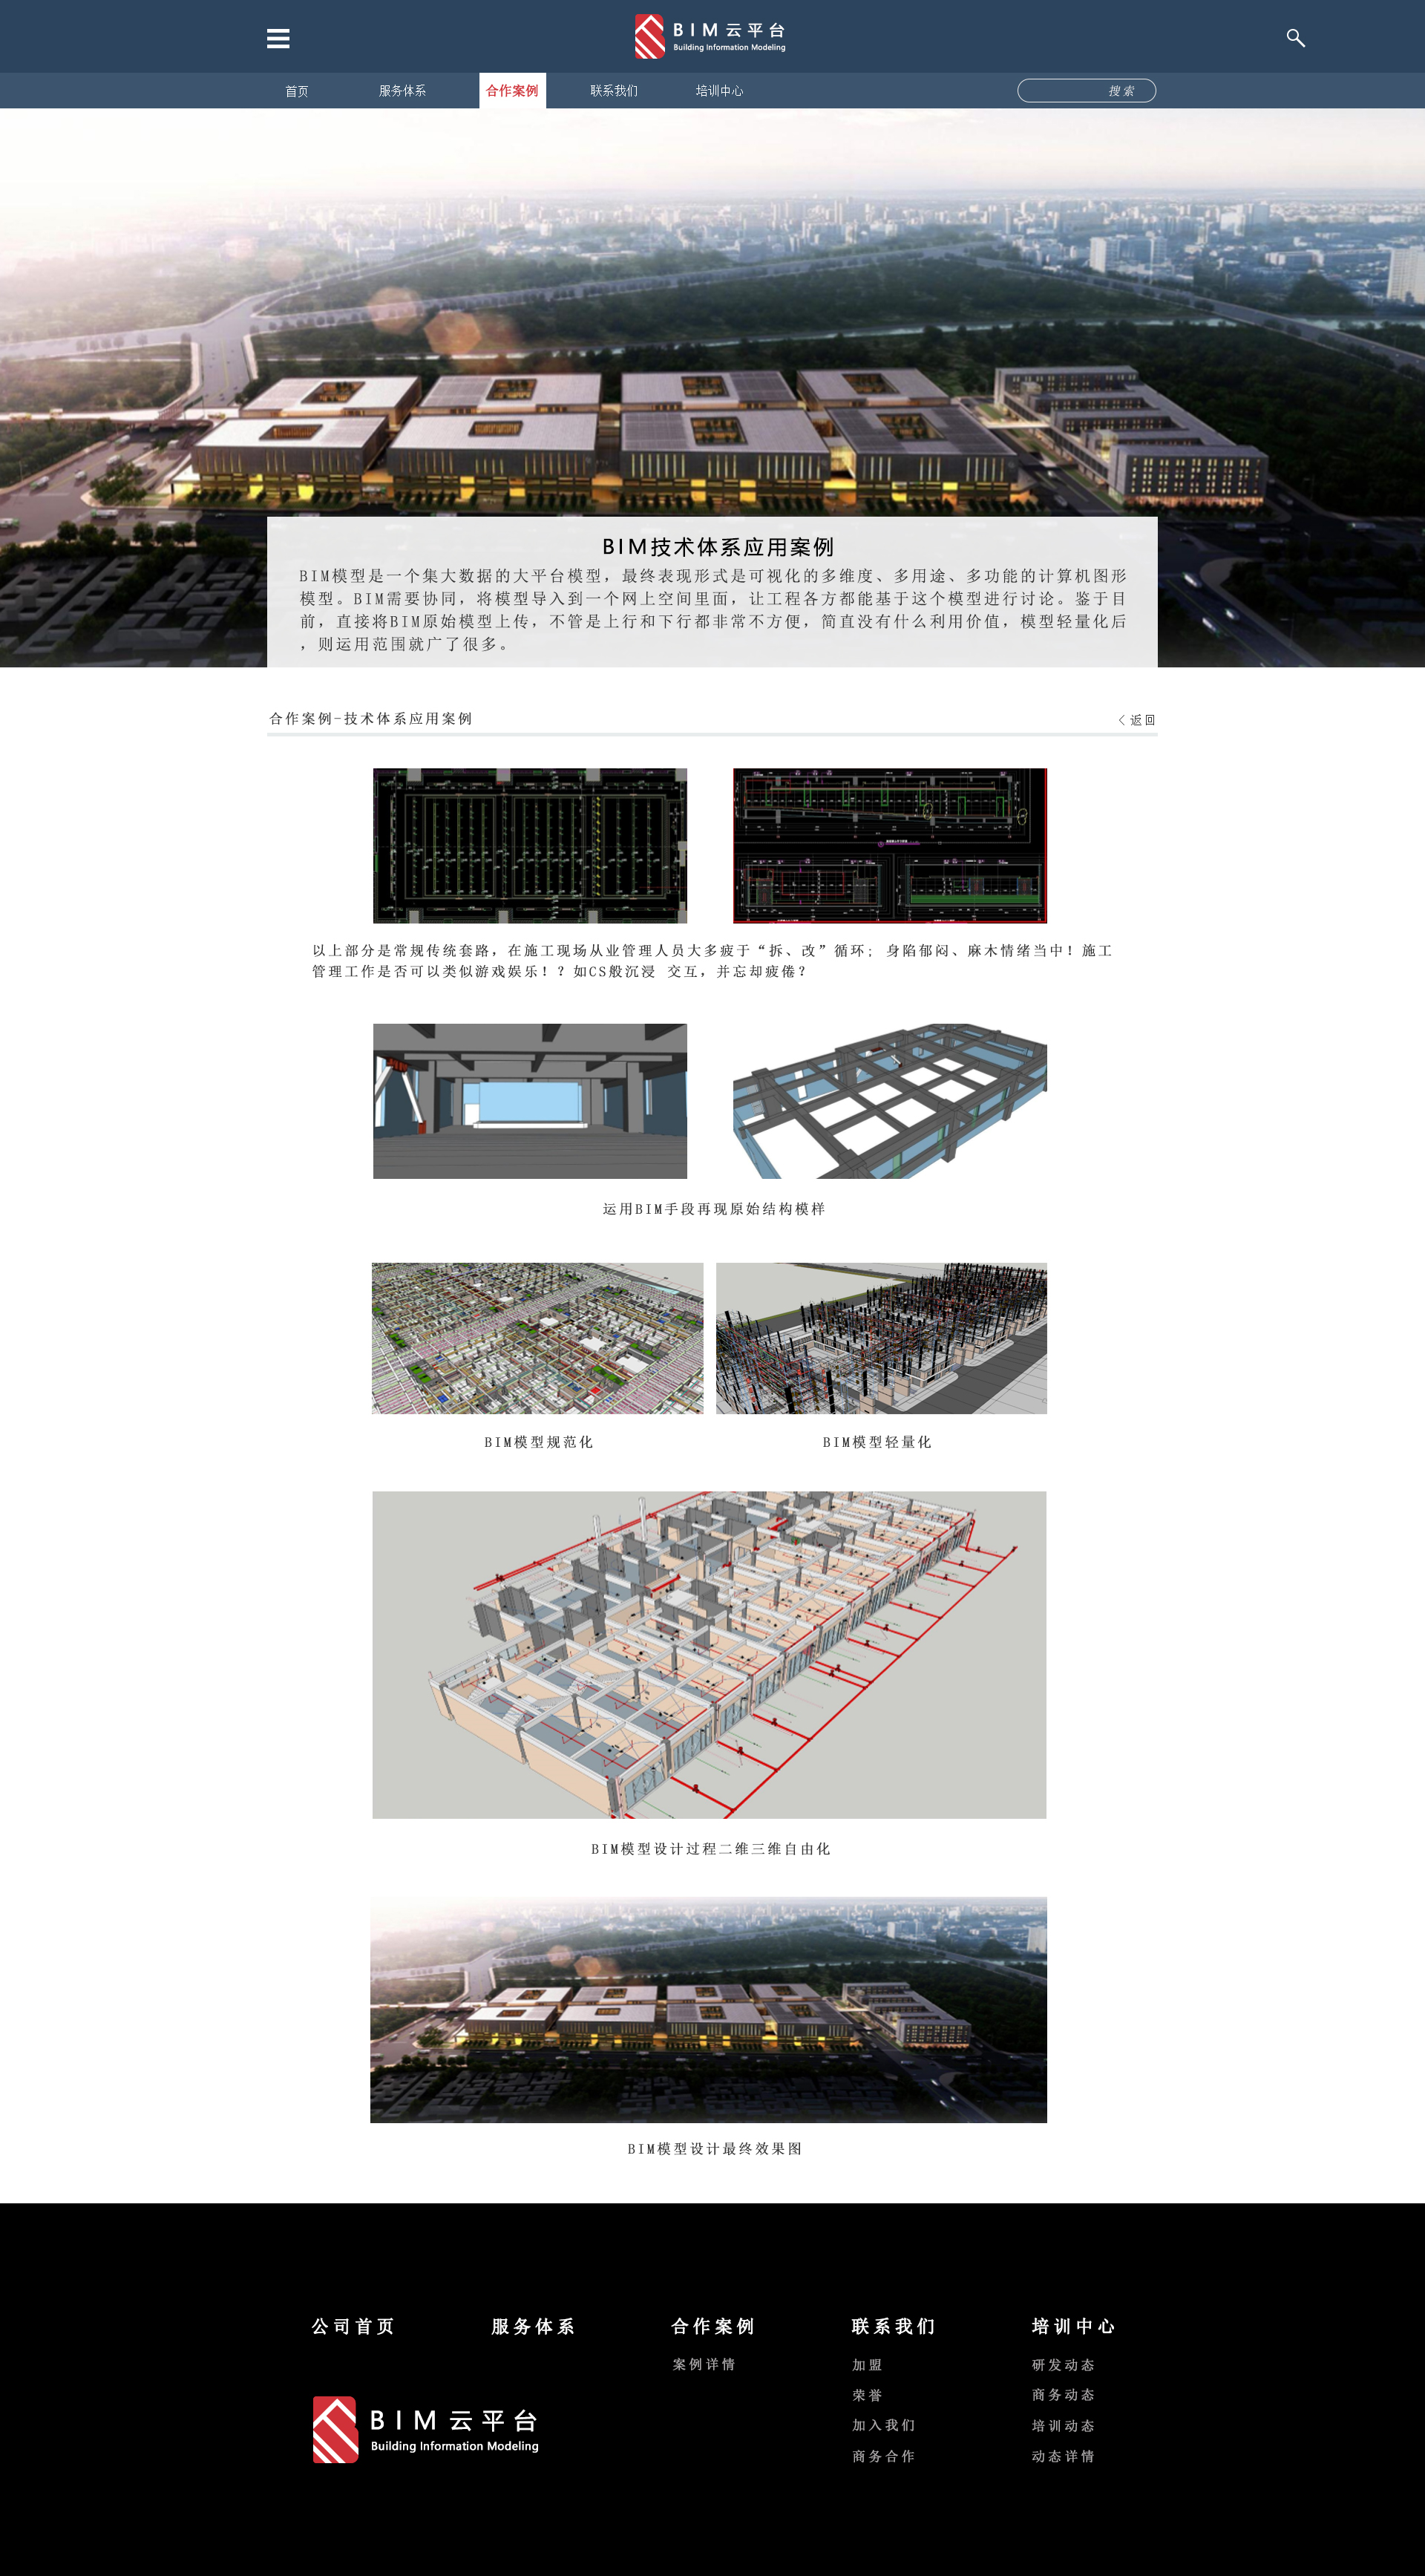 BIM云平台
Building Information Modeling
首页
服务体系
合作案例
联系我们
培训中心
搜索
BIM技术体系应用案例
BIM模型是一个集大数据的大平台模型，最终表现形式是可视化的多维度、多用途、多功能的计算机图形
模型。BIM需要协同，将模型导入到一个网上空间里面，让工程各方都能基于这个模型进行讨论。鉴于目
前，直接将BIM原始模型上传，不管是上行和下行都非常不方便，简直没有什么利用价值，模型轻量化后
，则运用范围就广了很多。
合作案例-技术体系应用案例
<返回
以上部分是常规传统套路，在施工现场从业管理人员大多疲于“拆、改”循环；身陷郁闷、麻木情绪当中！施工
管理工作是否可以类似游戏娱乐！？如CS般沉浸 交互，并忘却疲倦？
运用BIM手段再现原始结构模样
BIM模型规范化
BIM模型轻量化
BIM模型设计过程二维三维自由化
BIM模型设计最终效果图
公司首页
服务体系
合作案例
案例详情
联系我们
加盟
荣誉
加入我们
商务合作
培训中心
研发动态
商务动态
培训动态
动态详情
BIM云平台
Building Information Modeling